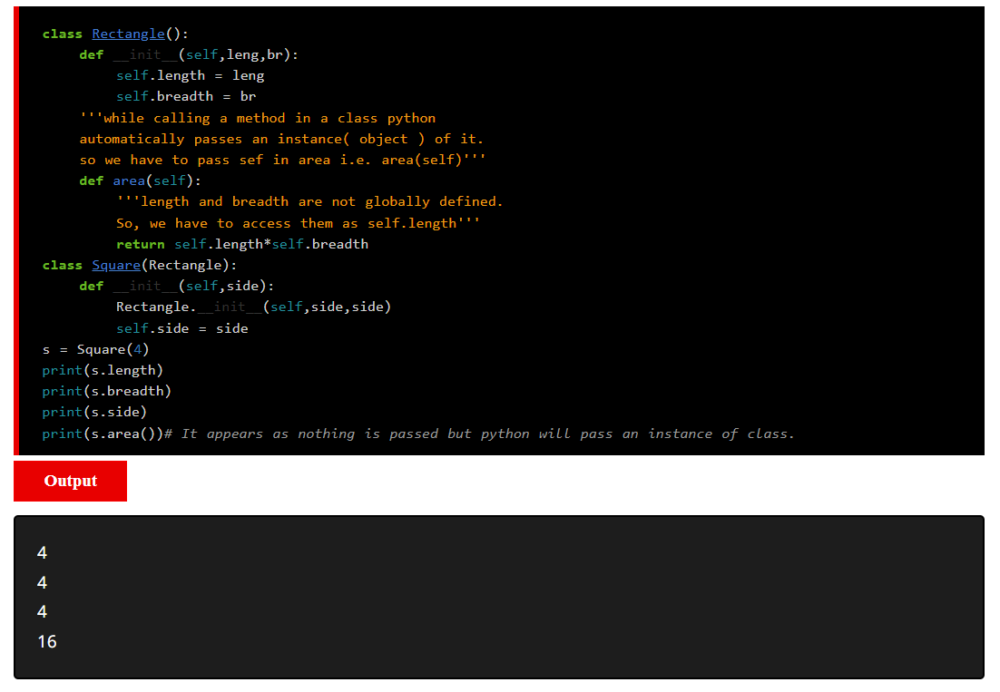 class Rectangle():
def __init__(self,leng,br):
self.length = leng
self.breadth = br
'''while calling a method in a class python
automatically passes an instance( object ) of it.
so we have to pass sef in area i.e. area(self)'''
def area(self):
'''length and breadth are not globally defined.
So, we have to access them as self.length'''
return self.length*self.breadth
class Square(Rectangle):
def __init__(self,side):
Rectangle.__init__(self,side,side)
self.side = side
s = Square(4)
print(s.length)
print(s.breadth)
print(s.side)
print(s.area())# It appears as nothing is passed but python will pass an instance of class.
Output
4
4
4
16